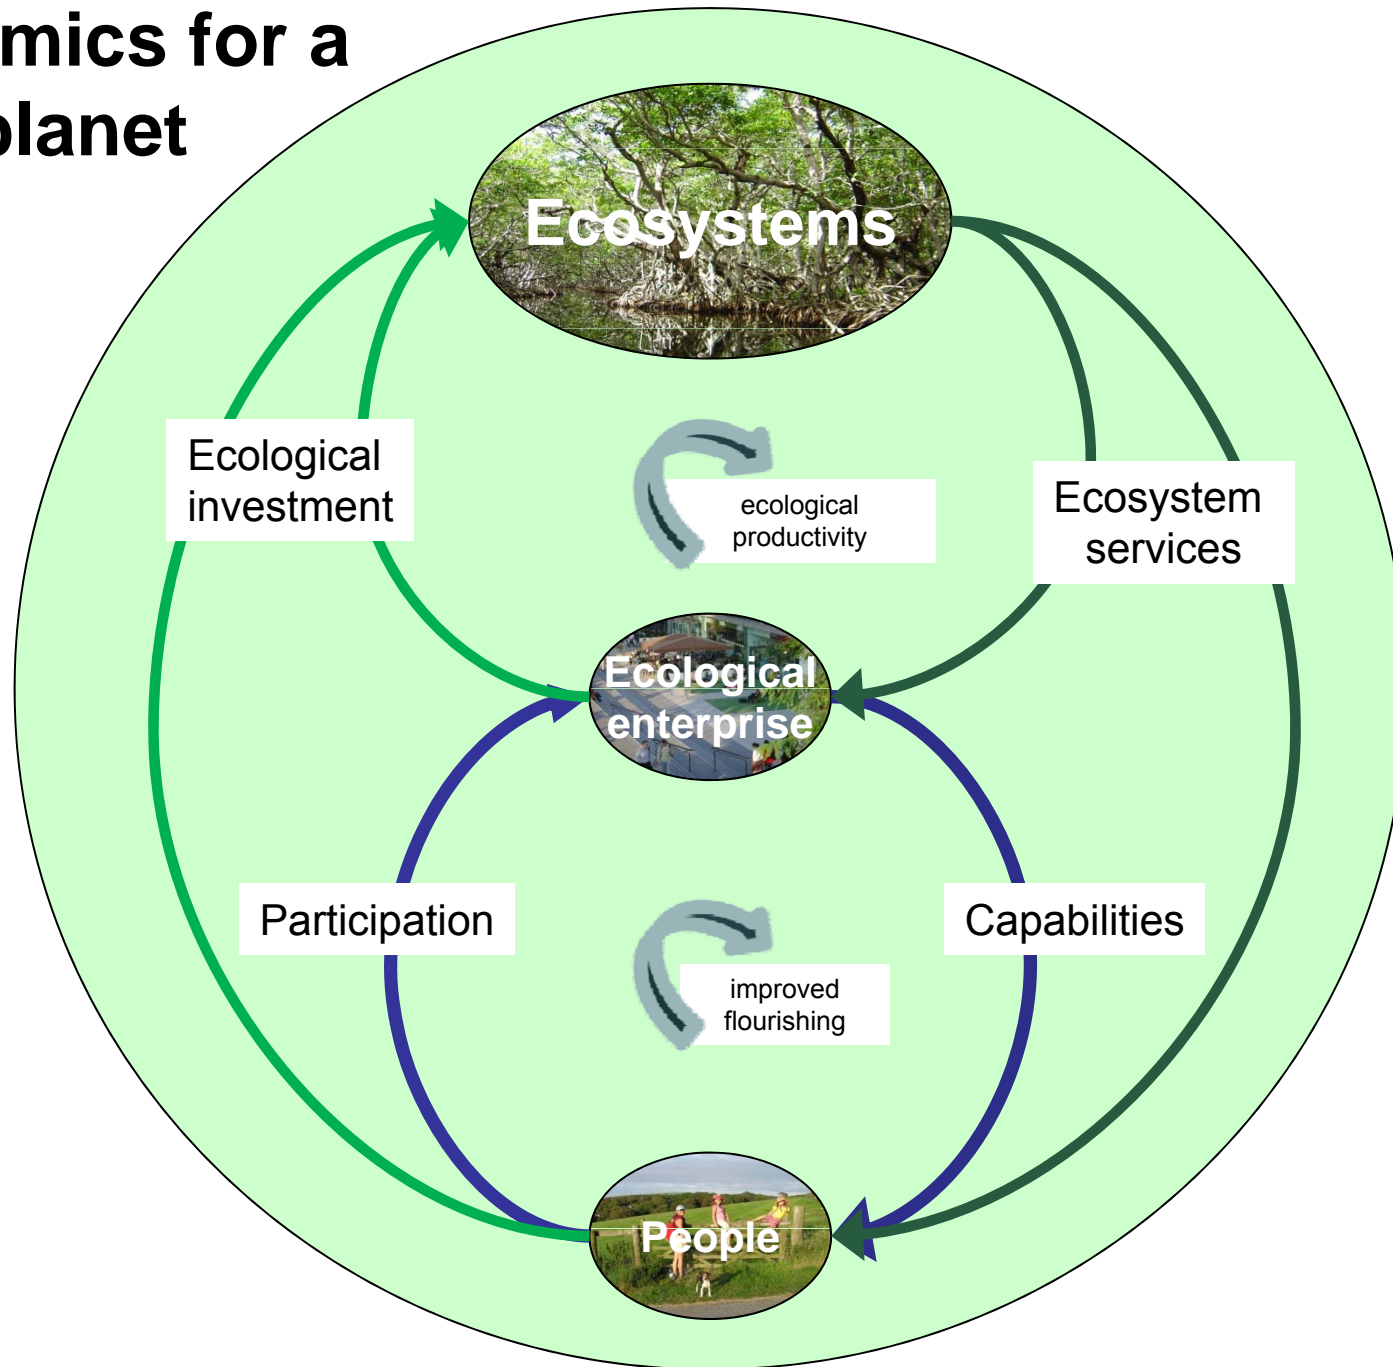 mics for a
planet
Ecosystems
Ecological
investment
ecological
productivity
Ecosystem
services
Ecological
enterprise
Participation
Capabilities
improved
flourishing
People